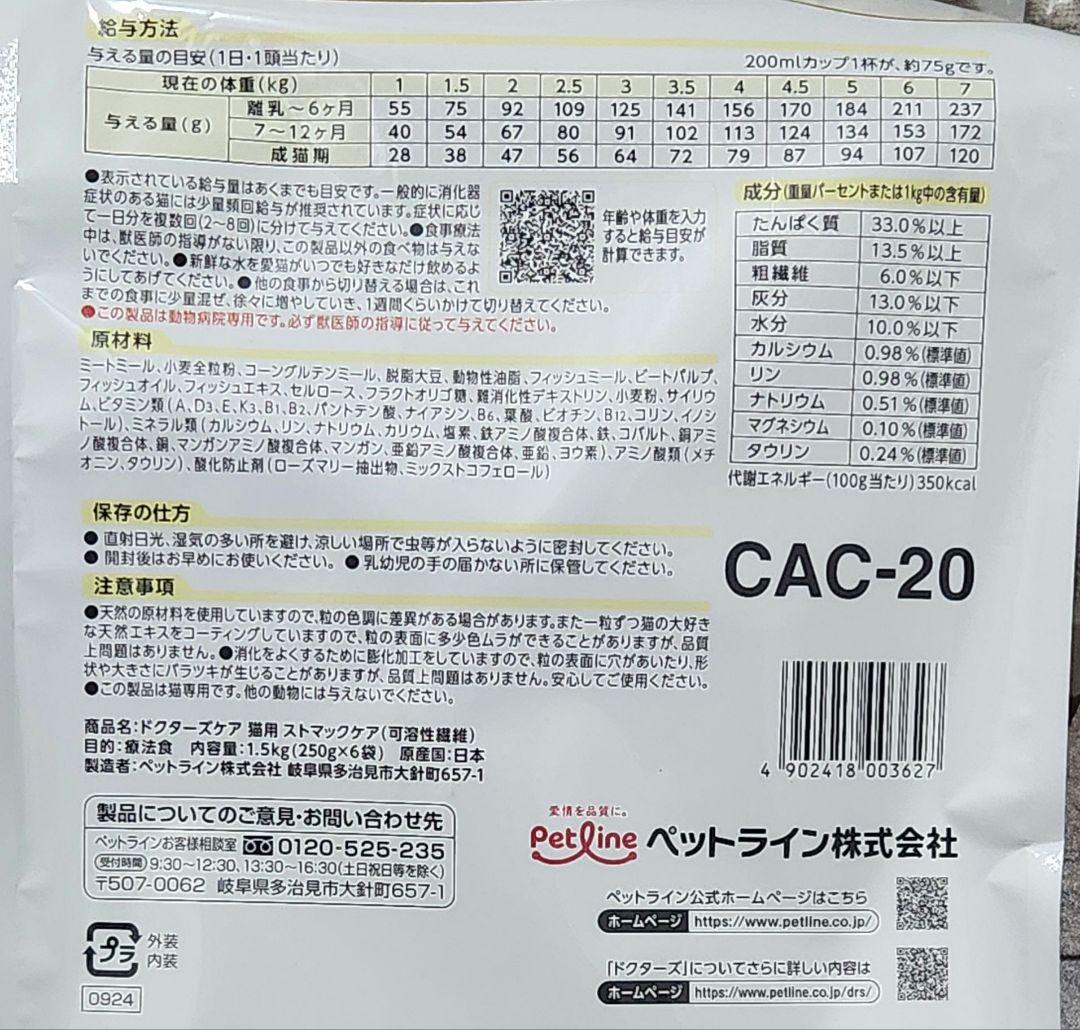 給与方法
与える量の目安(1日・1頭当たり)
200mlカップ1杯が、約75gです。
現在の体重(kg) 1 1.5 2 2.5 3 3.5 4 4.5 5 6 7
与える量(g)
離乳～6ヶ月 55 75 92 109 125 141 156 170 184 211 237
7～12ヶ月 40 54 67 80 91 102 113 124 134 153 172
成猫期 28 38 47 56 64 72 79 87 94 107 120
●表示されている給与量はあくまでも目安です。一般的に消化器
症状のある猫には少量頻回給与が推奨されています。症状に応じ
て一日分を複数回(2～8回)に分けて与えてください。●食事療法
中は、獣医師の指導がない限り、この製品以外の食べ物は与えな
いでください。●新鮮な水を愛猫がいつでも好きなだけ飲めるよ
うにしてあげてください。●他の食事から切り替える場合は、これ
までの食事に少量混ぜ、徐々に増やしていき、1週間くらいかけて切り替えてください。
●この製品は動物病院専用です。必ず獣医師の指導に従って与えてください。
年齢や体重を入力
すると給与目安が
計算できます。
成分(重量パーセントまたは1kg中の含有量)
たんぱく質 33.0%以上
脂質 13.5%以上
粗繊維 6.0%以下
灰分 13.0%以下
水分 10.0%以下
カルシウム 0.98%(標準値)
リン 0.98%(標準値)
ナトリウム 0.51%(標準値)
マグネシウム 0.10%(標準値)
タウリン 0.24%(標準値)
代謝エネルギー(100g当たり)350kcal
原材料
ミートミール、小麦全粒粉、コーングルテンミール、脱脂大豆、動物性油脂、フィッシュミール、ビートパルプ、
フィッシュオイル、フィッシュエキス、セルロース、フラクトオリゴ糖、難消化性デキストリン、小麦粉、サイリウ
ム、ビタミン類(A、D3、E、K3、B1、B2、パントテン酸、ナイアシン、B6、葉酸、ビオチン、B12、コリン、イノシ
トール)、ミネラル類(カルシウム、リン、ナトリウム、カリウム、塩素、鉄アミノ酸複合体、鉄、コバルト、銅アミ
ノ酸複合体、銅、マンガンアミノ酸複合体、マンガン、亜鉛アミノ酸複合体、亜鉛、ヨウ素)、アミノ酸類(メチ
オニン、タウリン)、酸化防止剤(ローズマリー抽出物、ミックストコフェロール)
保存の仕方
●直射日光、湿気の多い所を避け、涼しい場所で虫等が入らないように密封してください。
●開封後はお早めにお使いください。●乳幼児の手の届かない所に保管してください。
注意事項
●天然の原材料を使用していますので、粒の色調に差異がある場合があります。また一粒ずつ猫の大好き
な天然エキスをコーティングしていますので、粒の表面に多少色ムラができることがありますが、品質
上問題はありません。●消化をよくするために膨化加工をしていますので、粒の表面に穴があいたり、形
状や大きさにバラツキが生じることがありますが、品質上問題はありません。安心してご使用ください。
●この製品は猫専用です。他の動物には与えないでください。
CAC-20
4 902418 003627
商品名:ドクターズケア 猫用 ストマックケア(可溶性繊維)
目的:療法食 内容量:1.5kg(250g×6袋) 原産国:日本
製造者:ペットライン株式会社 岐阜県多治見市大針町657-1
製品についてのご意見・お問い合わせ先
ペットラインお客様相談室 0120-525-235
受付時間 9:30～12:30、13:30～16:30(土日祝日等を除く)
〒507-0062 岐阜県多治見市大針町657-1
愛情を品質に。
Petline ペットライン株式会社
ペットライン公式ホームページはこちら
ホームページ https://www.petline.co.jp/
「ドクターズ」についてさらに詳しい内容は
ホームページ https://www.petline.co.jp/drs/
プラ
外装
内装
0924